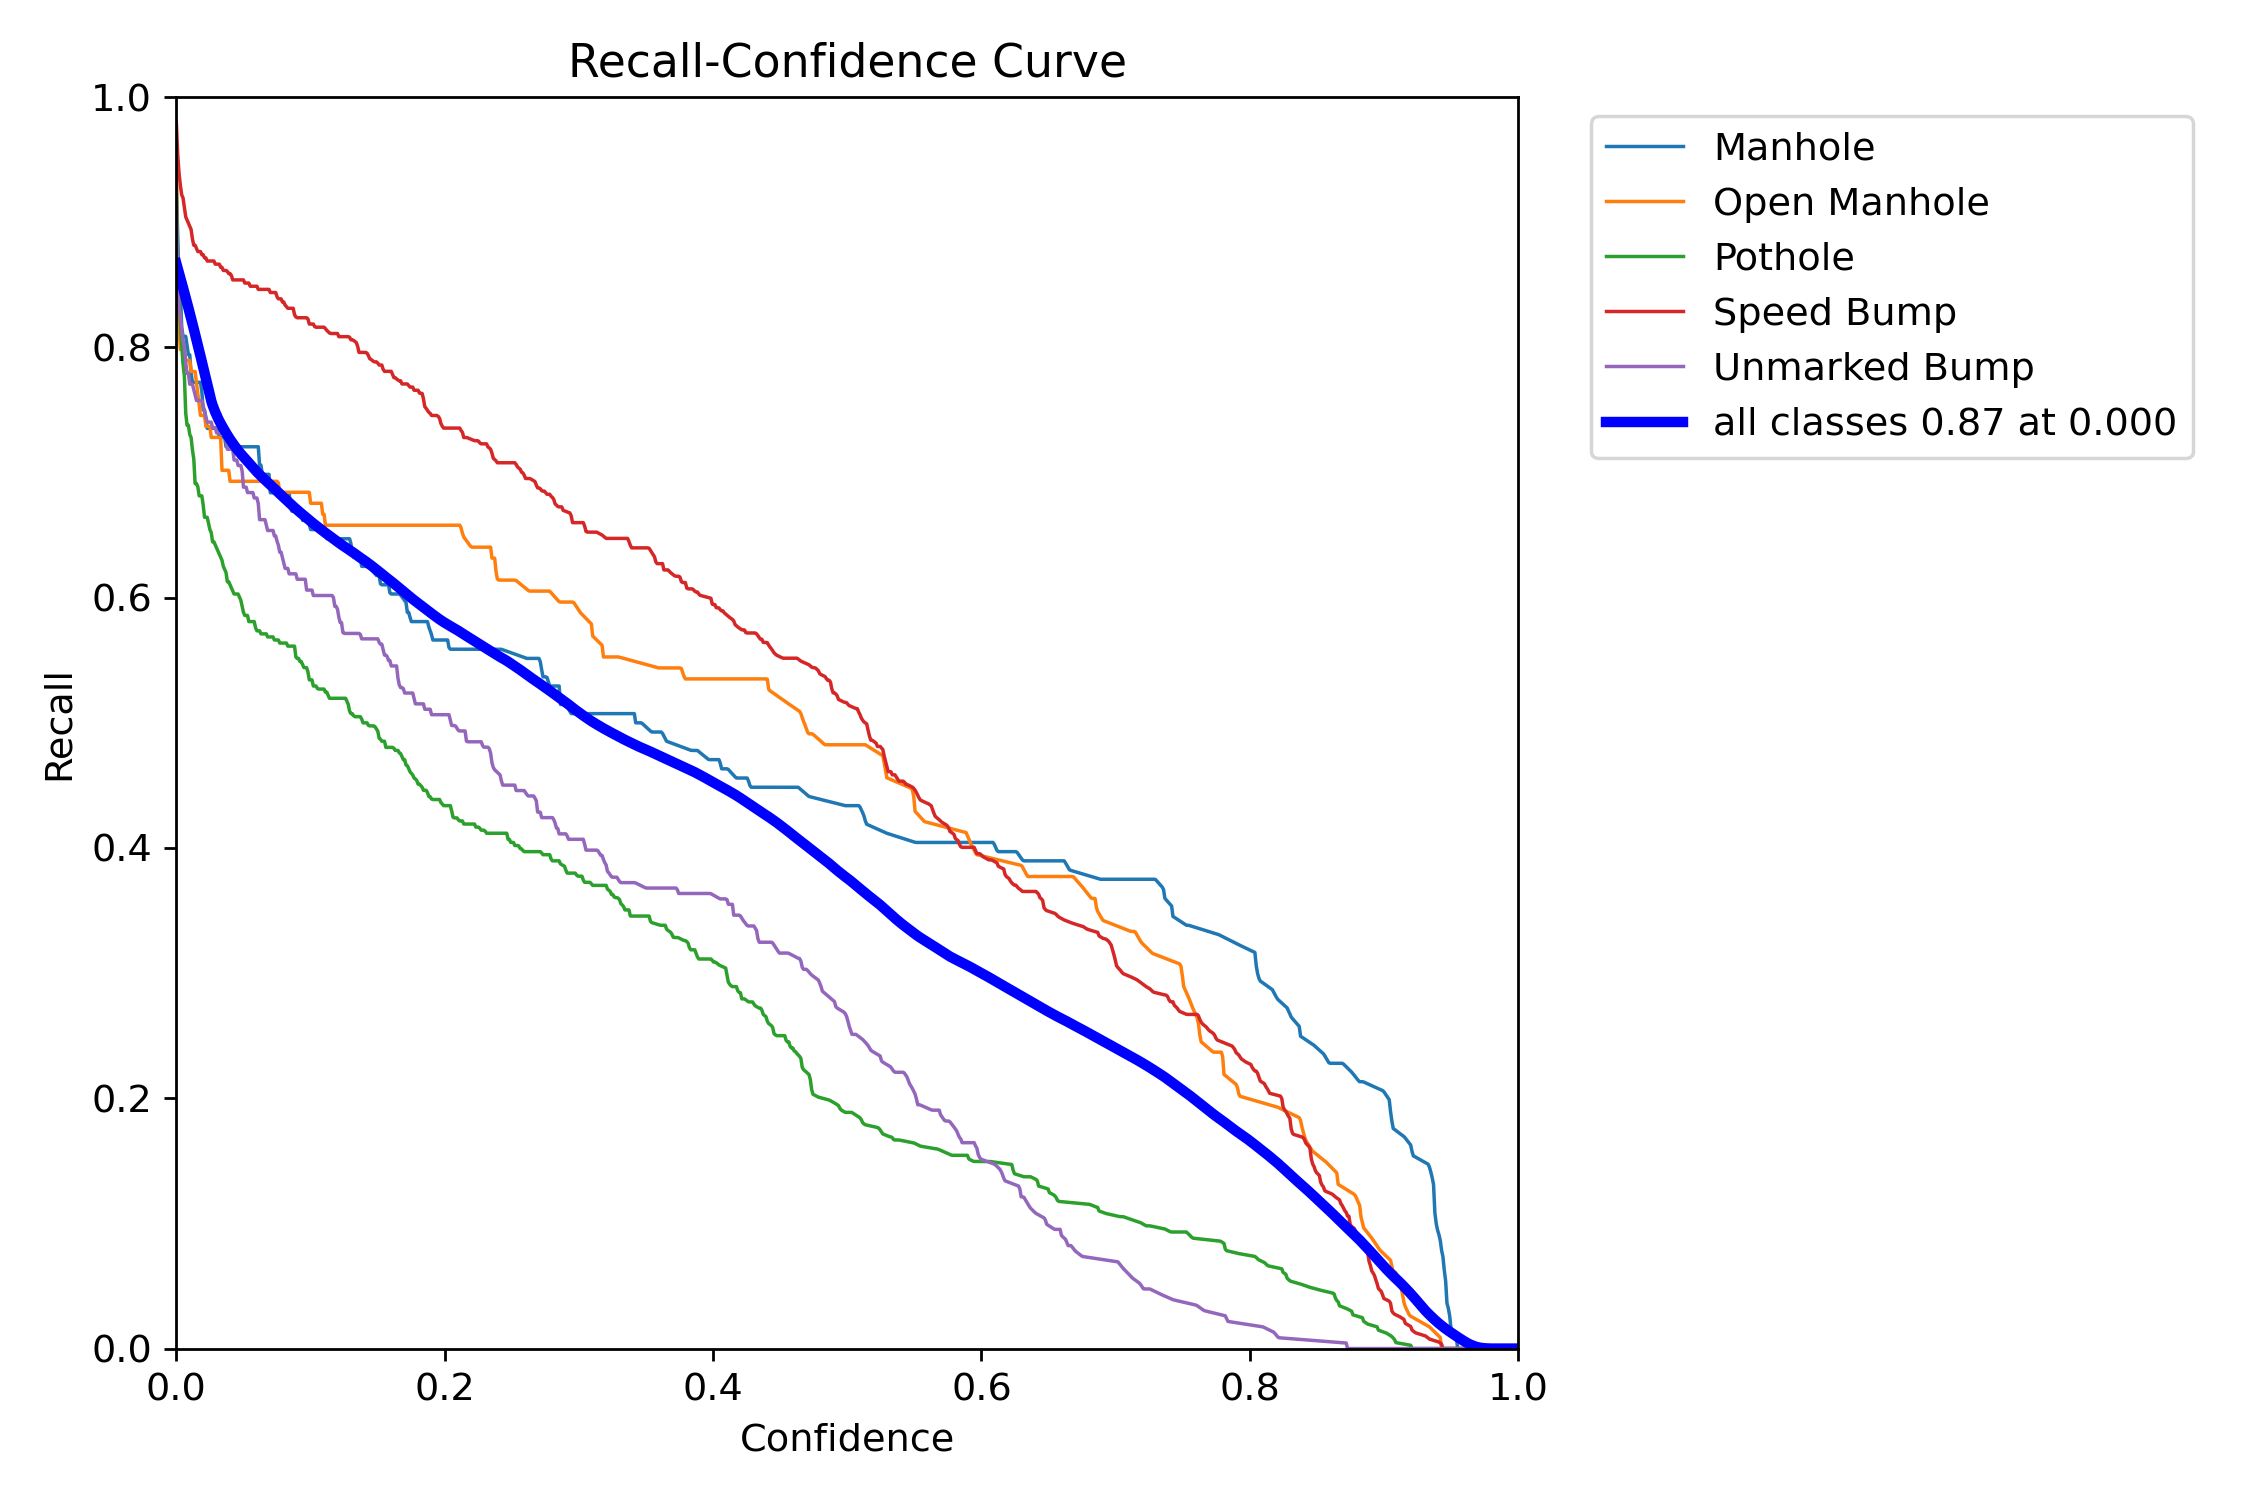 Recall-Confidence Curve
1.0
0.8
0.6
0.4
0.2
0.0
Recall
0.0 0.2 0.4 0.6 0.8 1.0
Confidence
Manhole
Open Manhole
Pothole
Speed Bump
Unmarked Bump
all classes 0.87 at 0.000